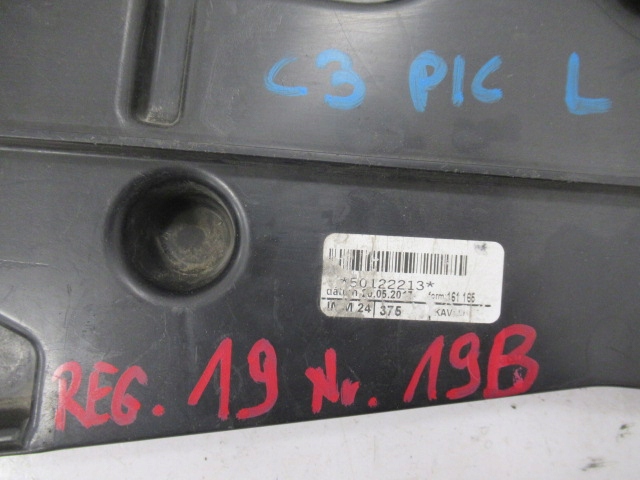 C3 PIC L
*50122213*
form:161 166
24 375
REG. 19 Nr. 19B